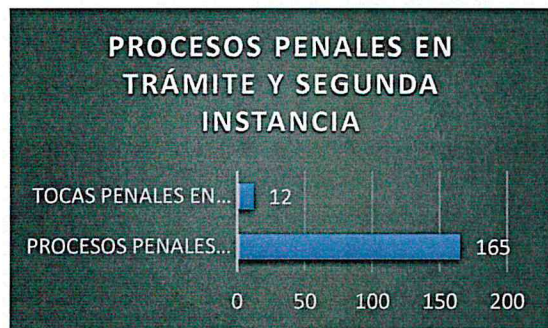 PROCESOS PENALES EN
TRÁMITE Y SEGUNDA
INSTANCIA
TOCAS PENALES EN... 12
PROCESOS PENALES... 165
0 50 100 150 200